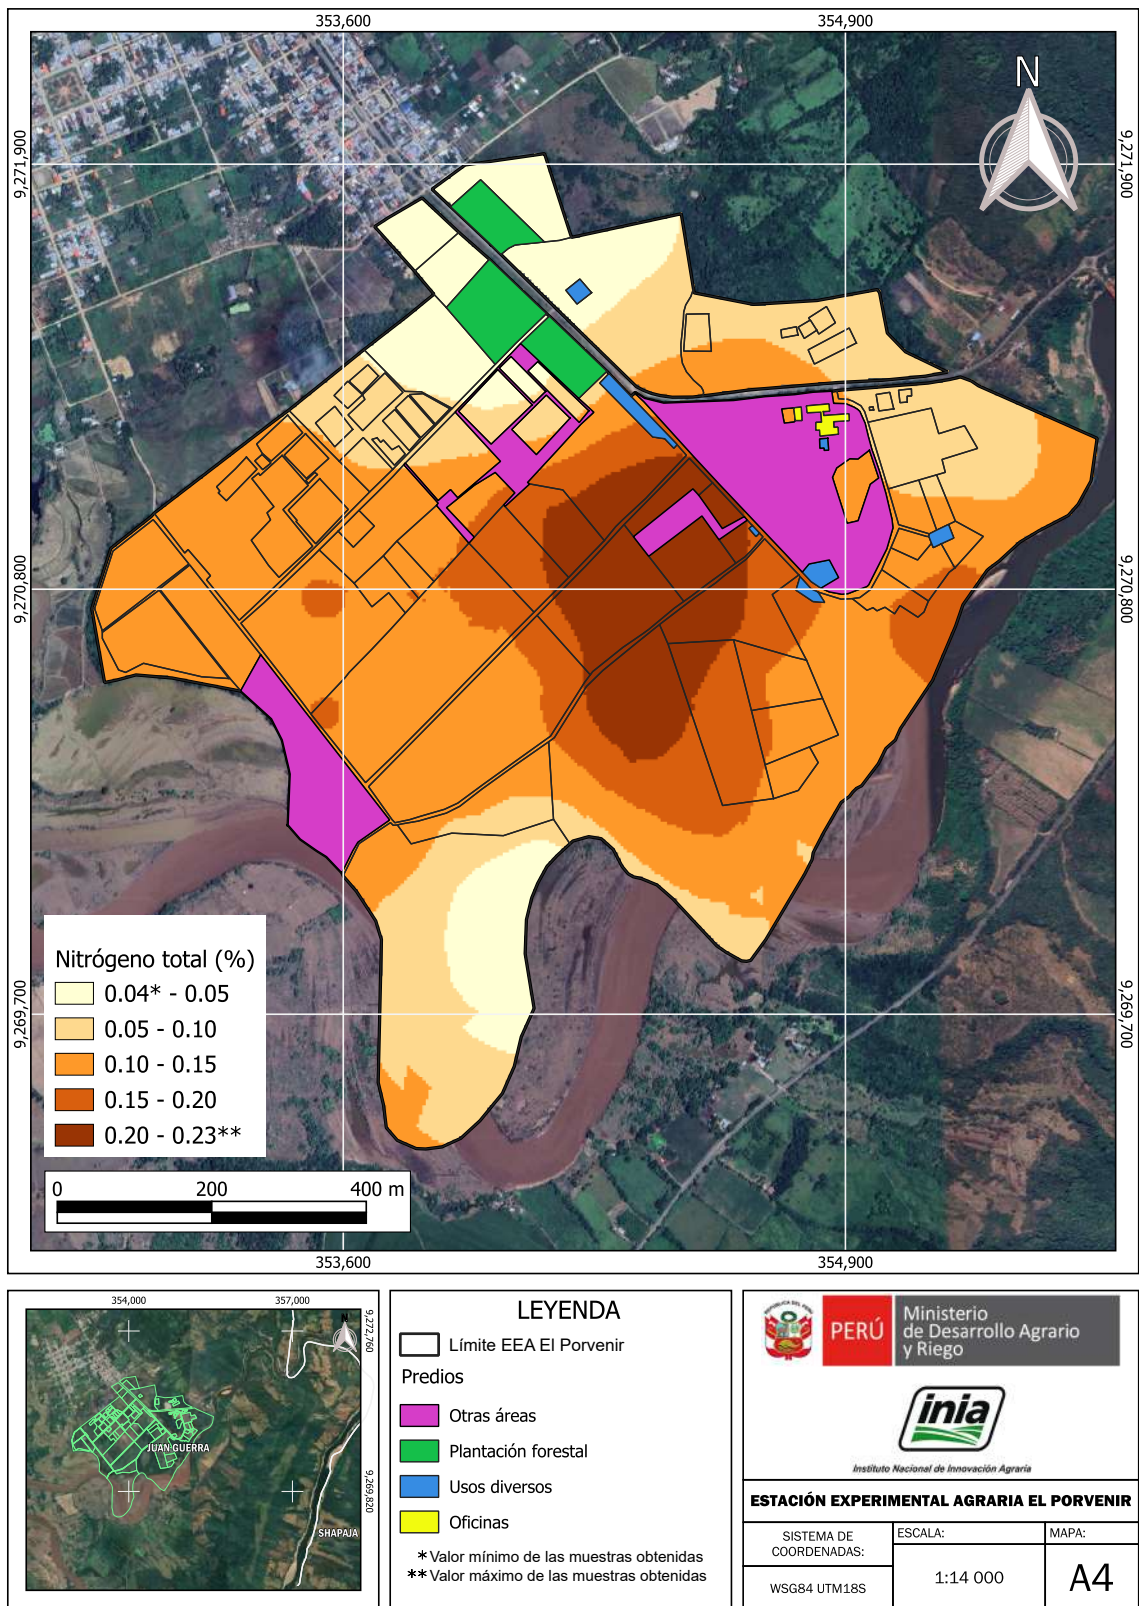 353,600
354,900
N
9,271,900
9,271,900
9,270,800
9,270,800
9,269,700
9,269,700
Nitrógeno total (%)
0.04* - 0.05
0.05 - 0.10
0.10 - 0.15
0.15 - 0.20
0.20 - 0.23**
0 200 400 m
353,600
354,900
354,000
357,000
N
9,272,760
9,269,820
JUAN GUERRA
SHAPAJA
LEYENDA
Límite EEA El Porvenir
Predios
Otras áreas
Plantación forestal
Usos diversos
Oficinas
* Valor mínimo de las muestras obtenidas
** Valor máximo de las muestras obtenidas
REPUBLICA DEL PERU
PERÚ
Ministerio
de Desarrollo Agrario
y Riego
inia
Instituto Nacional de Innovación Agraria
ESTACIÓN EXPERIMENTAL AGRARIA EL PORVENIR
SISTEMA DE
COORDENADAS:
WSG84 UTM18S
ESCALA:
1:14 000
MAPA:
A4